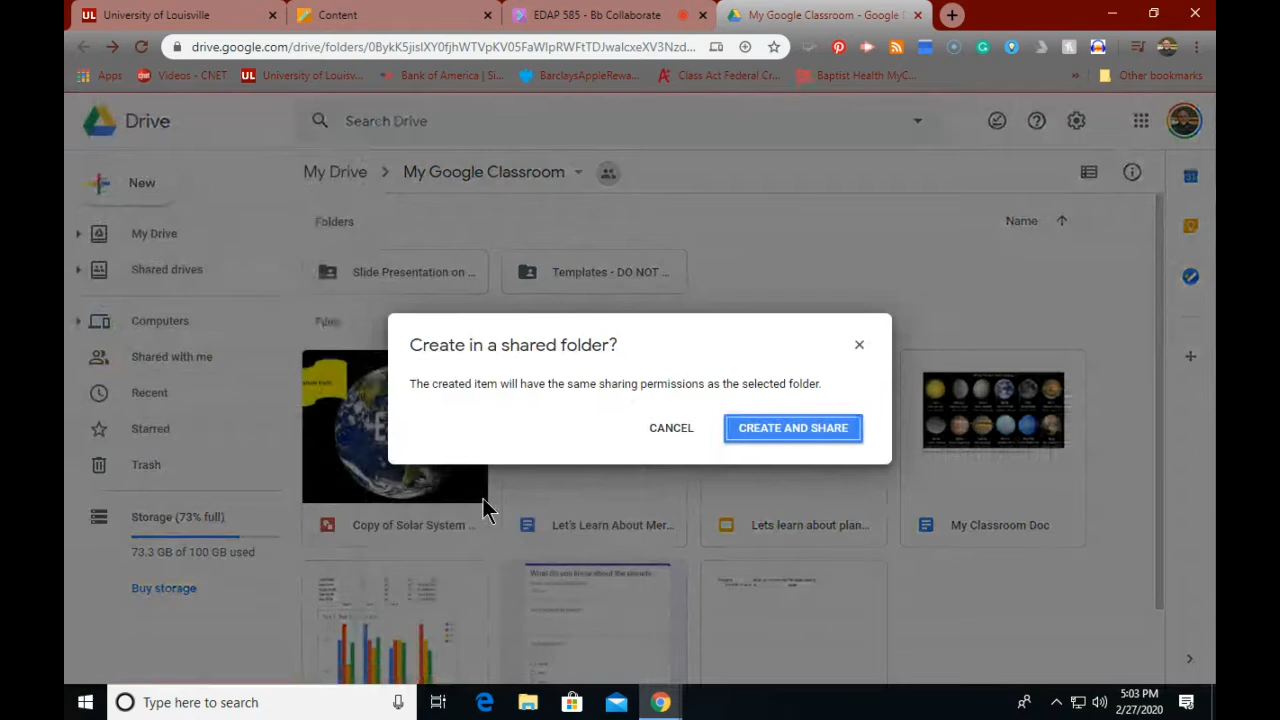 University of Louisville
Content
EDAP 585 - Bb Collaborate
My Google Classroom - Google
drive.google.com/drive/folders/0BykK5jislXY0fjhWTVpKV05FaWlpRWFtTDJwalcxeXV3Nzd...
Apps
Videos - CNET
University of Louisv...
Bank of America | Si...
BarclaysAppleRewa...
Class Act Federal Cr...
Baptist Health MyC...
»
Other bookmarks
Drive
Search Drive
New
My Drive
My Google Classroom
My Drive
Shared drives
Computers
Shared with me
Recent
Starred
Trash
Storage (73% full)
73.3 GB of 100 GB used
Buy storage
Folders
Name
Slide Presentation on ...
Templates - DO NOT ...
Files
Create in a shared folder?
The created item will have the same sharing permissions as the selected folder.
CANCEL
CREATE AND SHARE
Copy of Solar System ...
Let's Learn About Mer...
Lets learn about plan...
My Classroom Doc
Type here to search
5:03 PM
2/27/2020